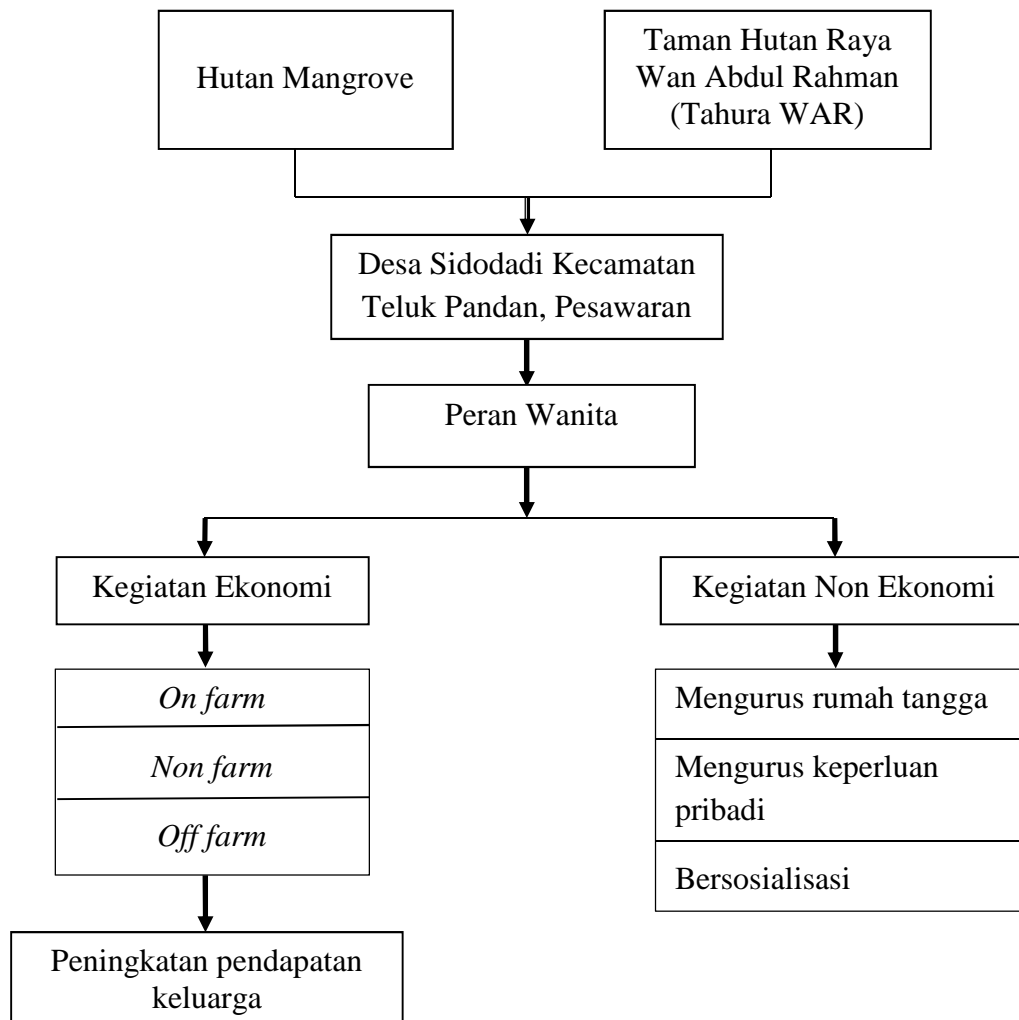 Hutan Mangrove
Taman Hutan Raya
Wan Abdul Rahman
(Tahura WAR)
Desa Sidodadi Kecamatan
Teluk Pandan, Pesawaran
Peran Wanita
Kegiatan Ekonomi
Kegiatan Non Ekonomi
On farm
Non farm
Off farm
Mengurus rumah tangga
Mengurus keperluan
pribadi
Bersosialisasi
Peningkatan pendapatan
keluarga